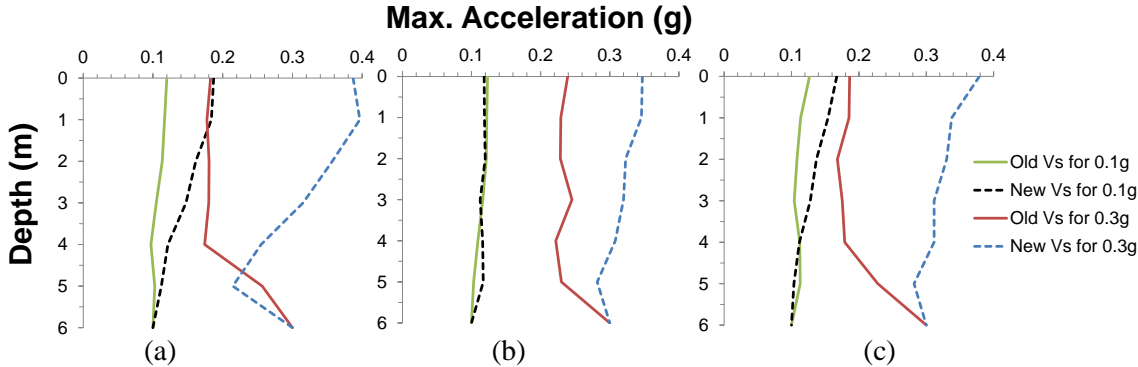 Max. Acceleration (g)
0 0.1 0.2 0.3 0.4
0 0.1 0.2 0.3 0.4
0 0.1 0.2 0.3 0.4
Depth (m)
0
1
2
3
4
5
6
0
1
2
3
4
5
6
0
1
2
3
4
5
6
Old Vs for 0.1g
New Vs for 0.1g
Old Vs for 0.3g
New Vs for 0.3g
(a)
(b)
(c)